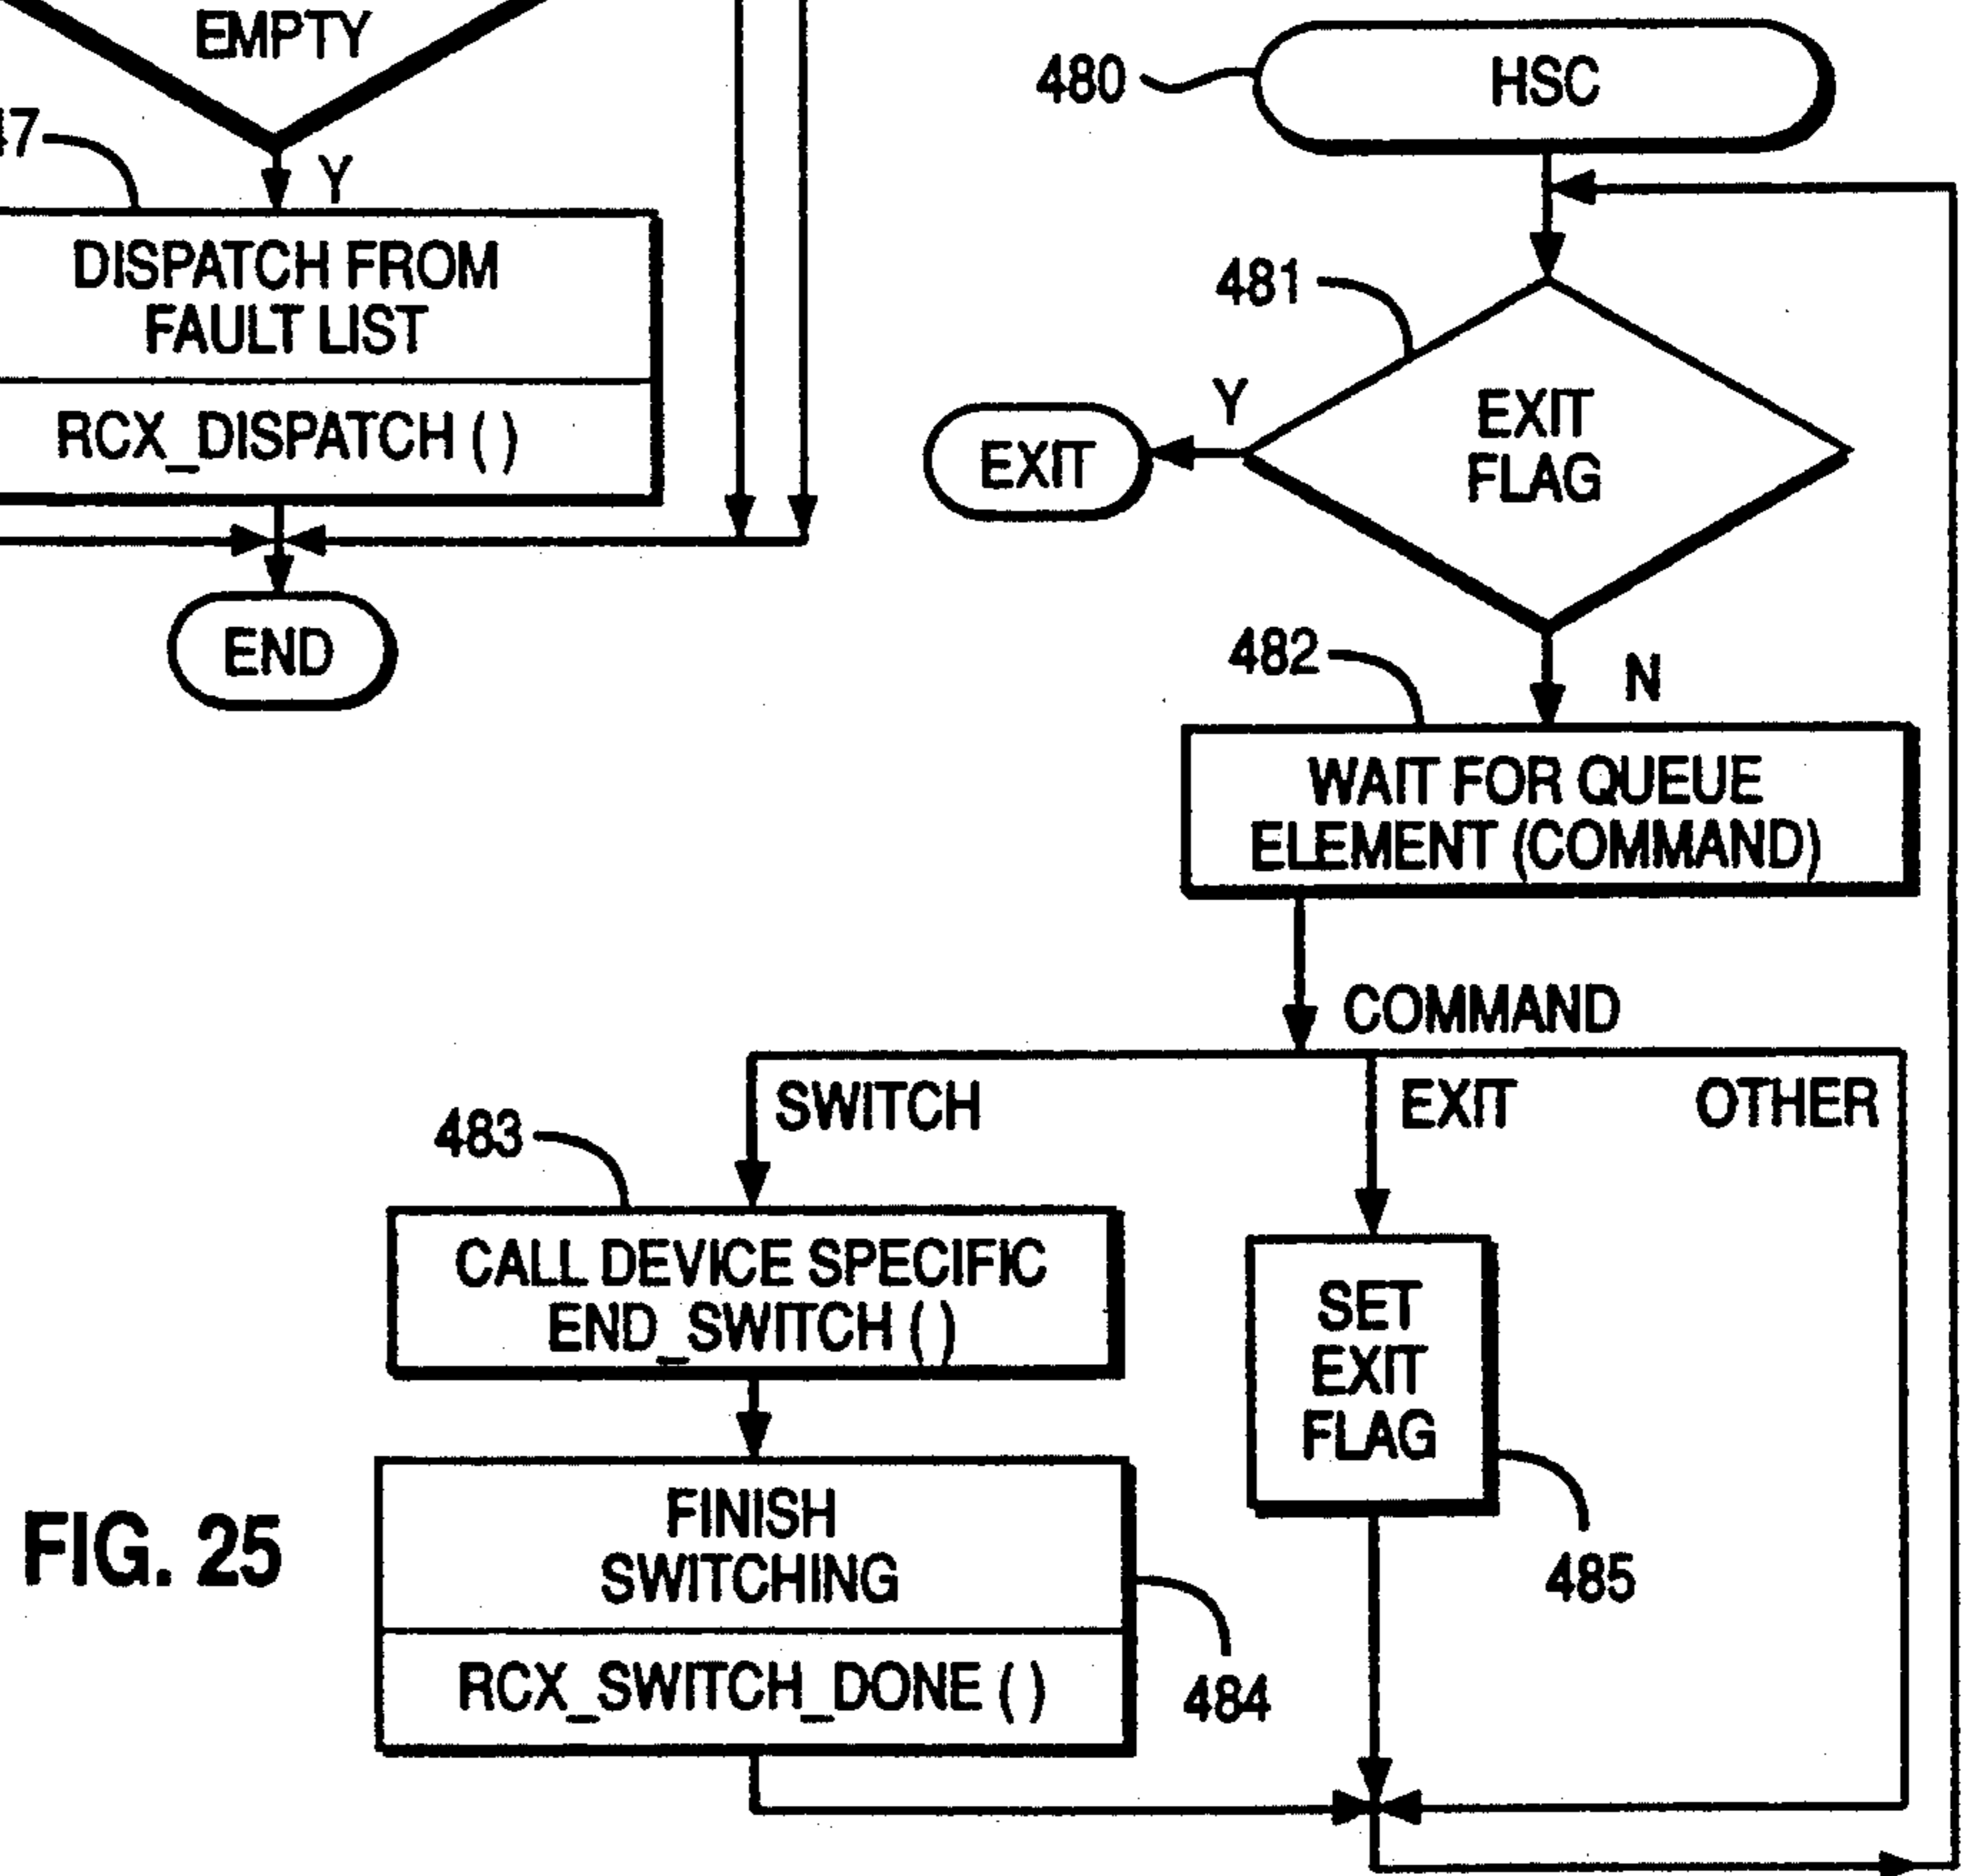 EMPTY
47
Y
DISPATCH FROM
FAULT LIST
RCX_DISPATCH ( )
END
480
HSC
481
EXIT
FLAG
Y
EXIT
482
N
WAIT FOR QUEUE
ELEMENT (COMMAND)
COMMAND
SWITCH
EXIT
OTHER
483
CALL DEVICE SPECIFIC
END_SWITCH ( )
SET
EXIT
FLAG
485
FINISH
SWITCHING
RCX_SWITCH_DONE ( )
484
FIG. 25